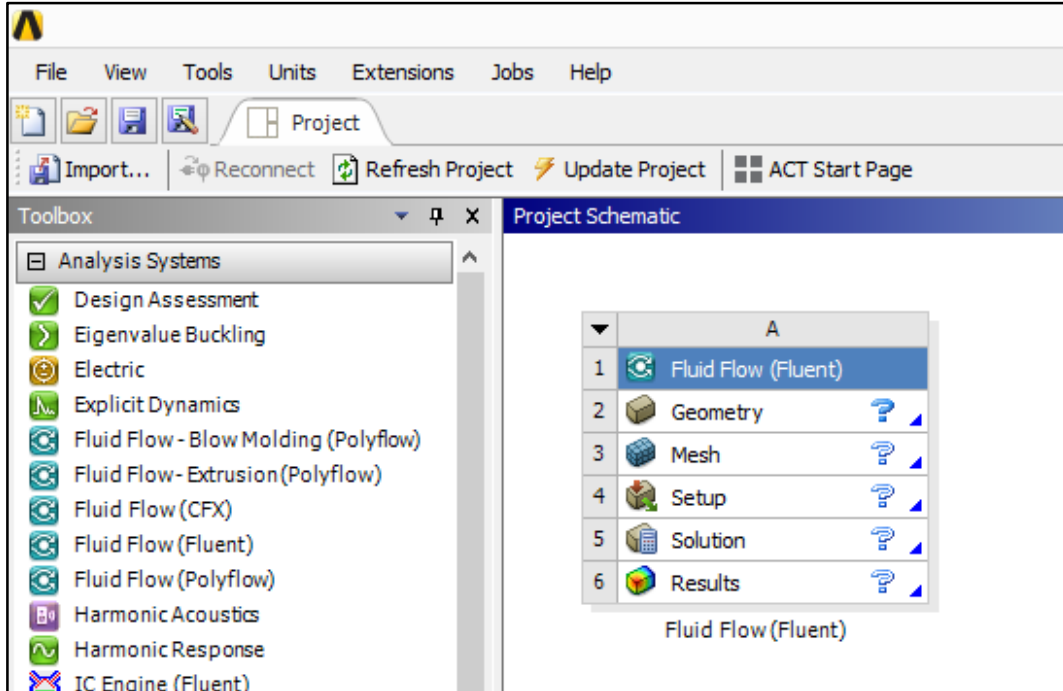 File View Tools Units Extensions Jobs Help
Project
Import... Reconnect Refresh Project Update Project ACT Start Page
Toolbox
Project Schematic
Analysis Systems
Design Assessment
Eigenvalue Buckling
Electric
Explicit Dynamics
Fluid Flow - Blow Molding (Polyflow)
Fluid Flow - Extrusion (Polyflow)
Fluid Flow (CFX)
Fluid Flow (Fluent)
Fluid Flow (Polyflow)
Harmonic Acoustics
Harmonic Response
IC Engine (Fluent)
A
1 Fluid Flow (Fluent)
2 Geometry ?
3 Mesh ?
4 Setup ?
5 Solution ?
6 Results ?
Fluid Flow (Fluent)